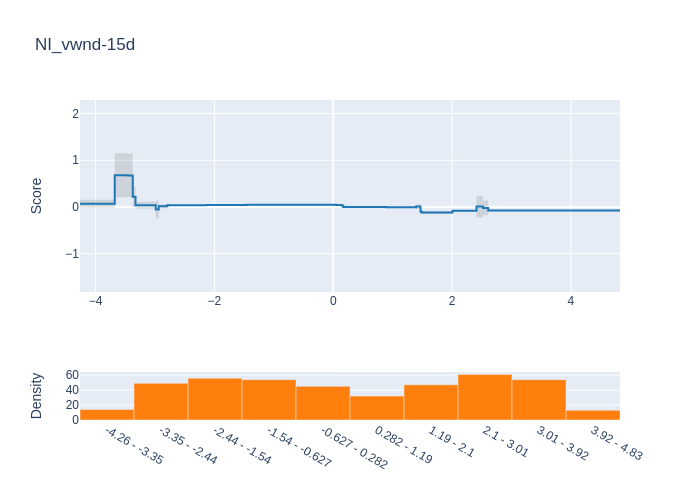 NI_vwnd-15d
Score
2
1
0
−1
−4
−2
0
2
4
Density
60
40
20
0
-4.26 - -3.35
-3.35 - -2.44
-2.44 - -1.54
-1.54 - -0.627
-0.627 - 0.282
0.282 - 1.19
1.19 - 2.1
2.1 - 3.01
3.01 - 3.92
3.92 - 4.83